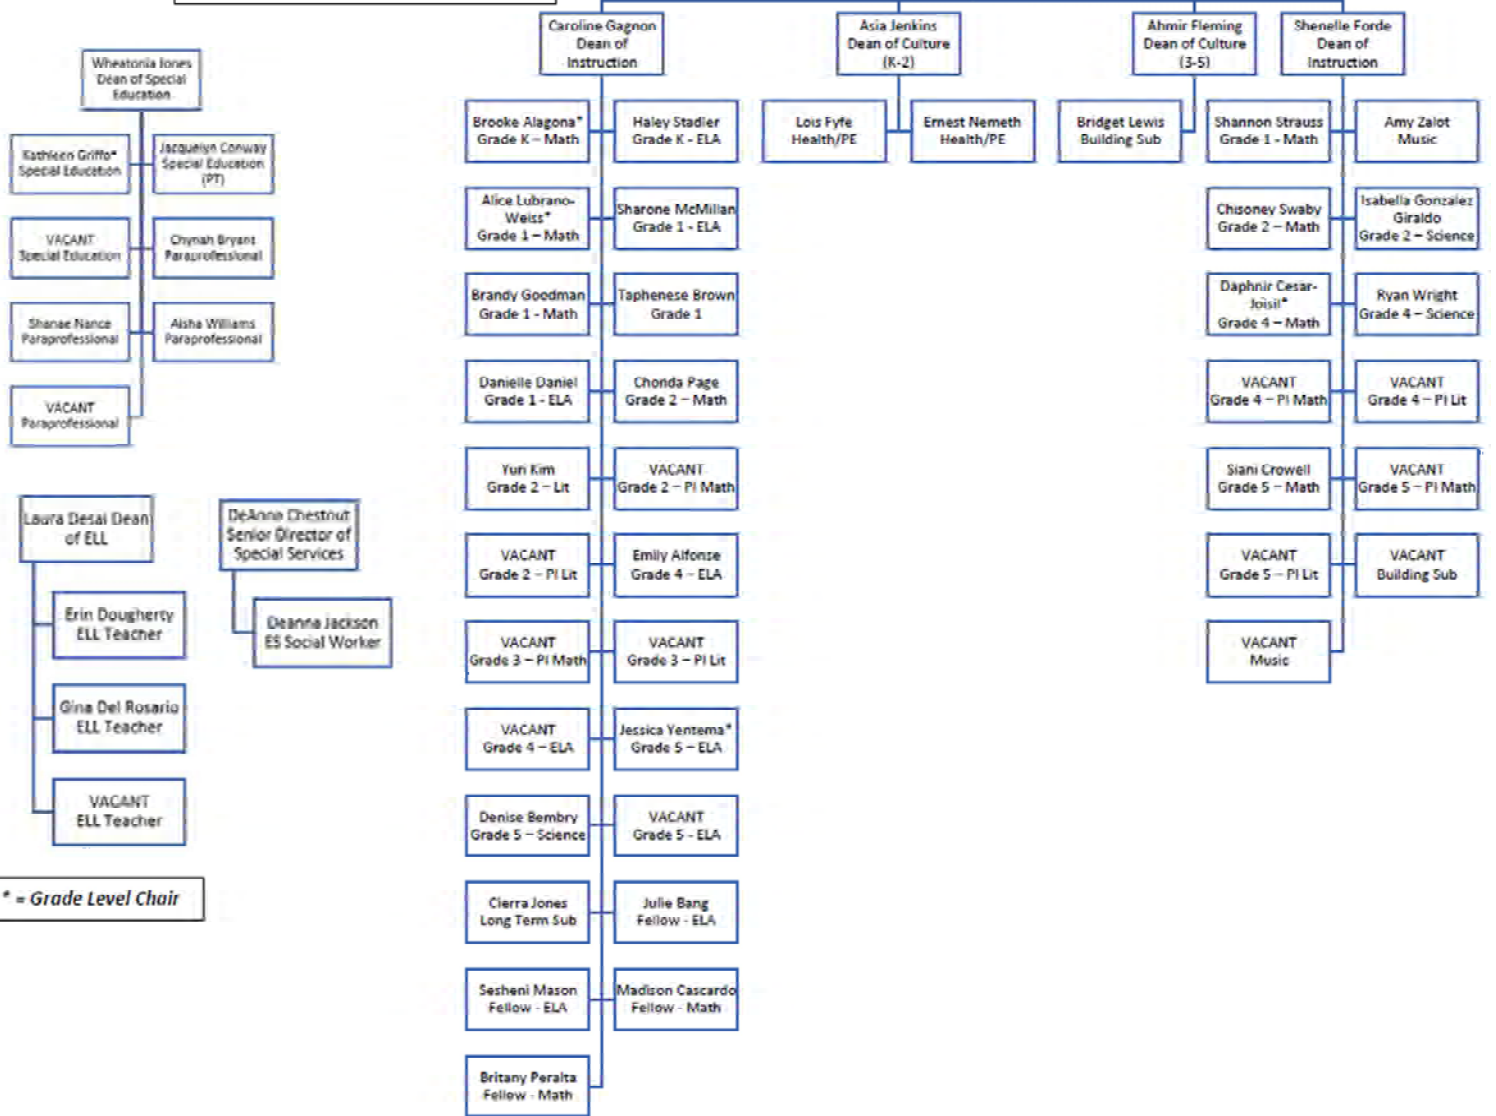 Caroline Gagnon
Dean of
Instruction
Asia Jenkins
Dean of Culture
(K-2)
Ahmir Fleming
Dean of Culture
(3-5)
Shenelle Forde
Dean of
Instruction
Wheatonia Jones
Dean of Special
Education
Kathleen Griffo*
Special Education
Jacquelyn Conway
Special Education
(PT)
VACANT
Special Education
Chynah Bryant
Paraprofessional
Shanae Nance
Paraprofessional
Aisha Williams
Paraprofessional
VACANT
Paraprofessional
Laura Desai Dean
of ELL
Erin Dougherty
ELL Teacher
Gina Del Rosario
ELL Teacher
VACANT
ELL Teacher
DeAnna Chestnut
Senior Director of
Special Services
Deanna Jackson
ES Social Worker
* = Grade Level Chair
Brooke Alagona*
Grade K – Math
Haley Stadler
Grade K - ELA
Alice Lubrano-
Weiss*
Grade 1 – Math
Sharone McMillan
Grade 1 - ELA
Brandy Goodman
Grade 1 - Math
Taphenese Brown
Grade 1
Danielle Daniel
Grade 1 - ELA
Chonda Page
Grade 2 – Math
Yuri Kim
Grade 2 – Lit
VACANT
Grade 2 – PI Math
VACANT
Grade 2 – PI Lit
Emily Alfonse
Grade 4 – ELA
VACANT
Grade 3 – PI Math
VACANT
Grade 3 – PI Lit
VACANT
Grade 4 – ELA
Jessica Yentema*
Grade 5 – ELA
Denise Bembry
Grade 5 – Science
VACANT
Grade 5 - ELA
Cierra Jones
Long Term Sub
Julie Bang
Fellow - ELA
Sesheni Mason
Fellow - ELA
Madison Cascardo
Fellow - Math
Britany Peralta
Fellow - Math
Lois Fyfe
Health/PE
Ernest Nemeth
Health/PE
Bridget Lewis
Building Sub
Shannon Strauss
Grade 1 - Math
Amy Zalot
Music
Chisoney Swaby
Grade 2 – Math
Isabella Gonzalez
Giraldo
Grade 2 – Science
Daphnir Cesar-
Joisil*
Grade 4 – Math
Ryan Wright
Grade 4 – Science
VACANT
Grade 4 – PI Math
VACANT
Grade 4 – PI Lit
Siani Crowell
Grade 5 – Math
VACANT
Grade 5 – PI Math
VACANT
Grade 5 – PI Lit
VACANT
Building Sub
VACANT
Music